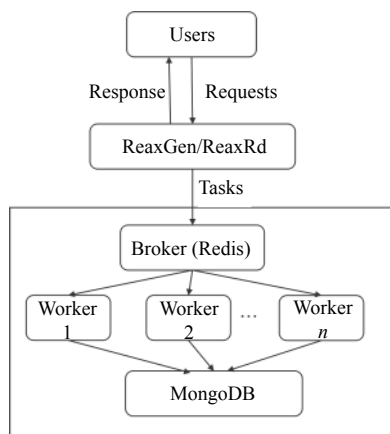 Users
Response
Requests
ReaxGen/ReaxRd
Tasks
Broker (Redis)
Worker
1
Worker
2
...
Worker
n
MongoDB